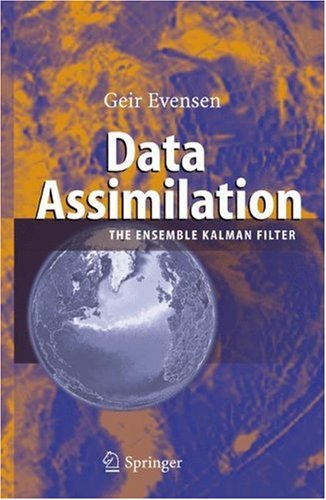 Geir Evensen
Data
Assimilation
THE ENSEMBLE KALMAN FILTER
Springer